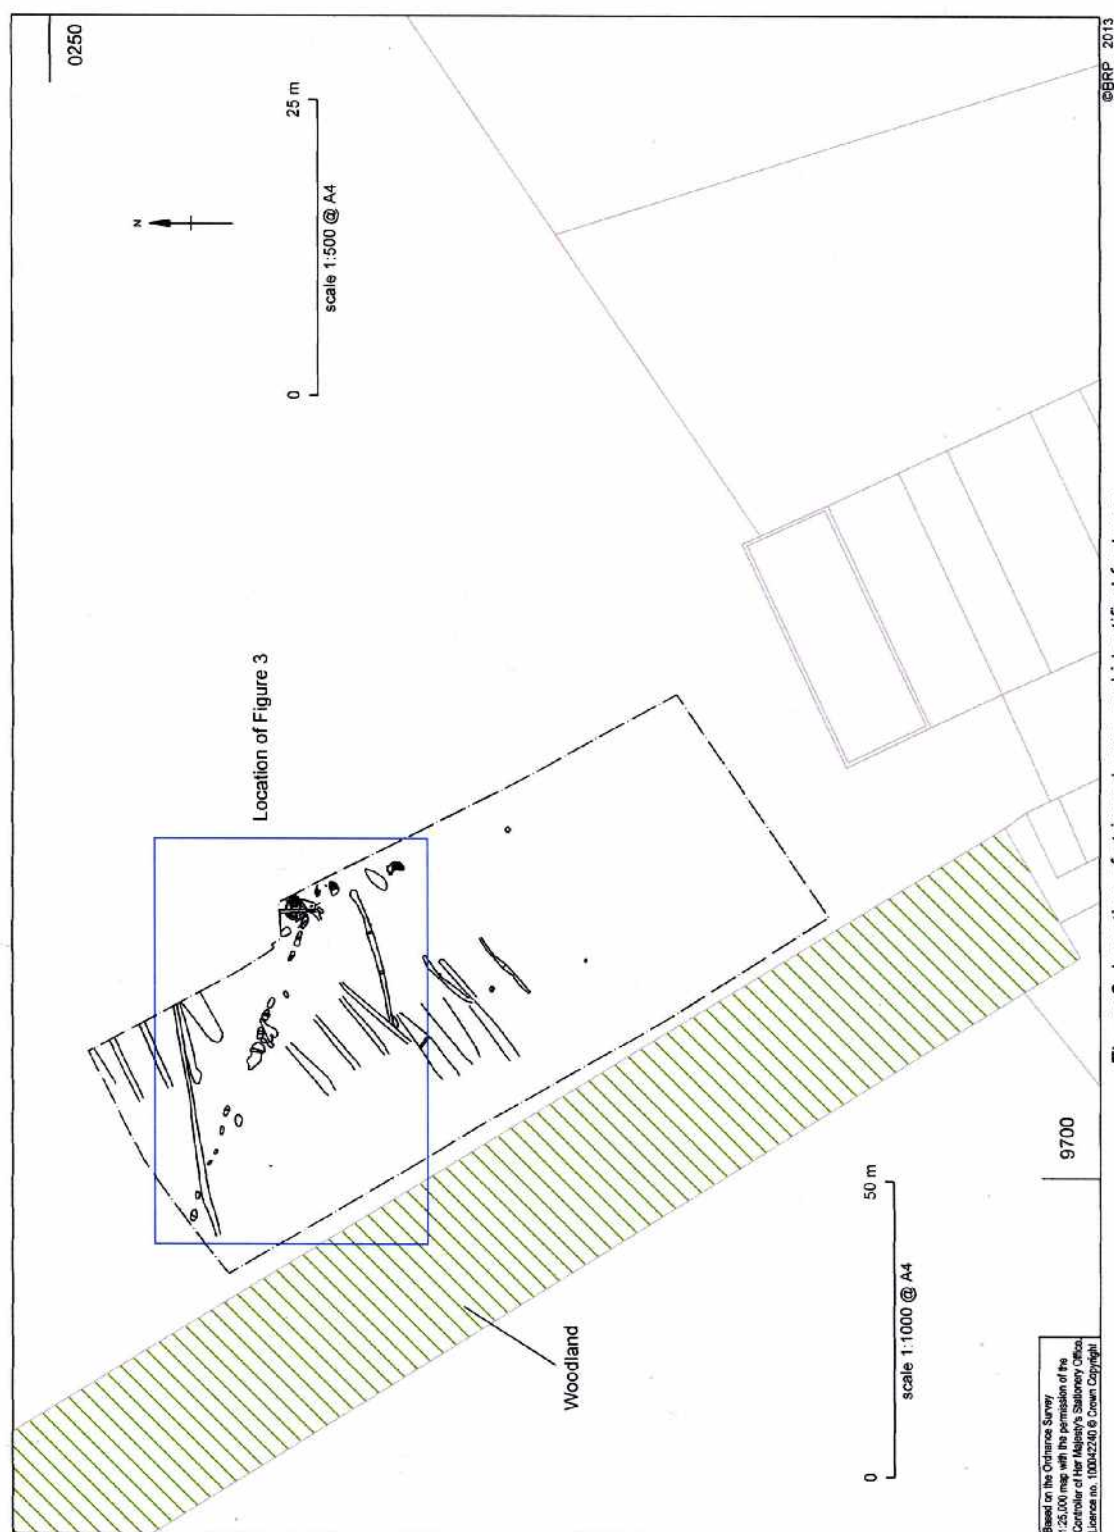 0250
N
0 25 m
scale 1:500 @ A4
Location of Figure 3
Woodland
0 50 m
scale 1:1000 @ A4
9700
Based on the Ordnance Survey
1:25,000 map with the permission of the
Controller of Her Majesty's Stationery Office.
Licence no. 100042240 © Crown Copyright
©BRP 2013